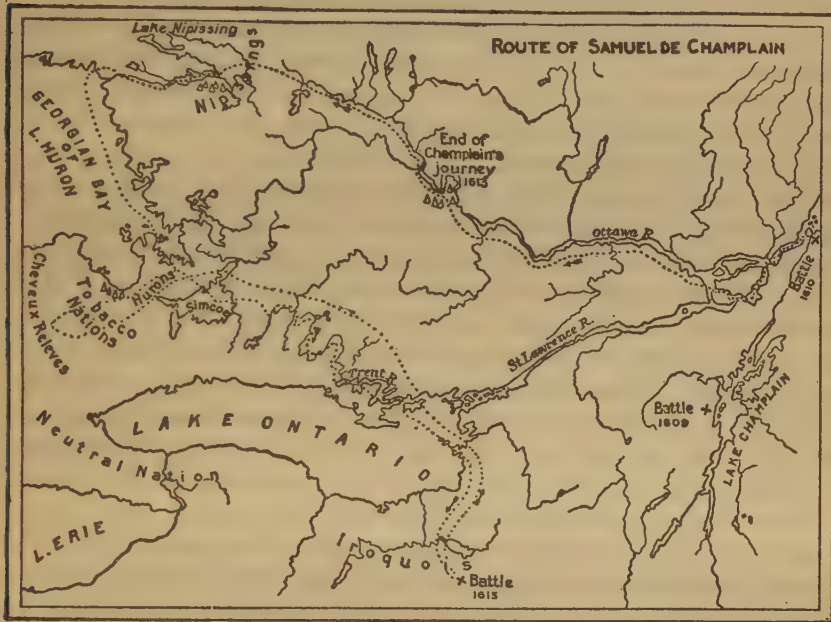 ROUTE OF SAMUEL DE CHAMPLAIN
Lake Nipissing
Nipissings
GEORGIAN BAY
OF
L. HURON
End of
Champlain's
journey
1613
Ottawa R.
Battle
1610
Cheveux Releves
Tobacco
Nations
Hurons
Simcoe
St. Lawrence R.
Trent R.
LAKE ONTARIO
Battle
1609
LAKE CHAMPLAIN
Neutral Nation
L. ERIE
Iroquois
Battle
1615